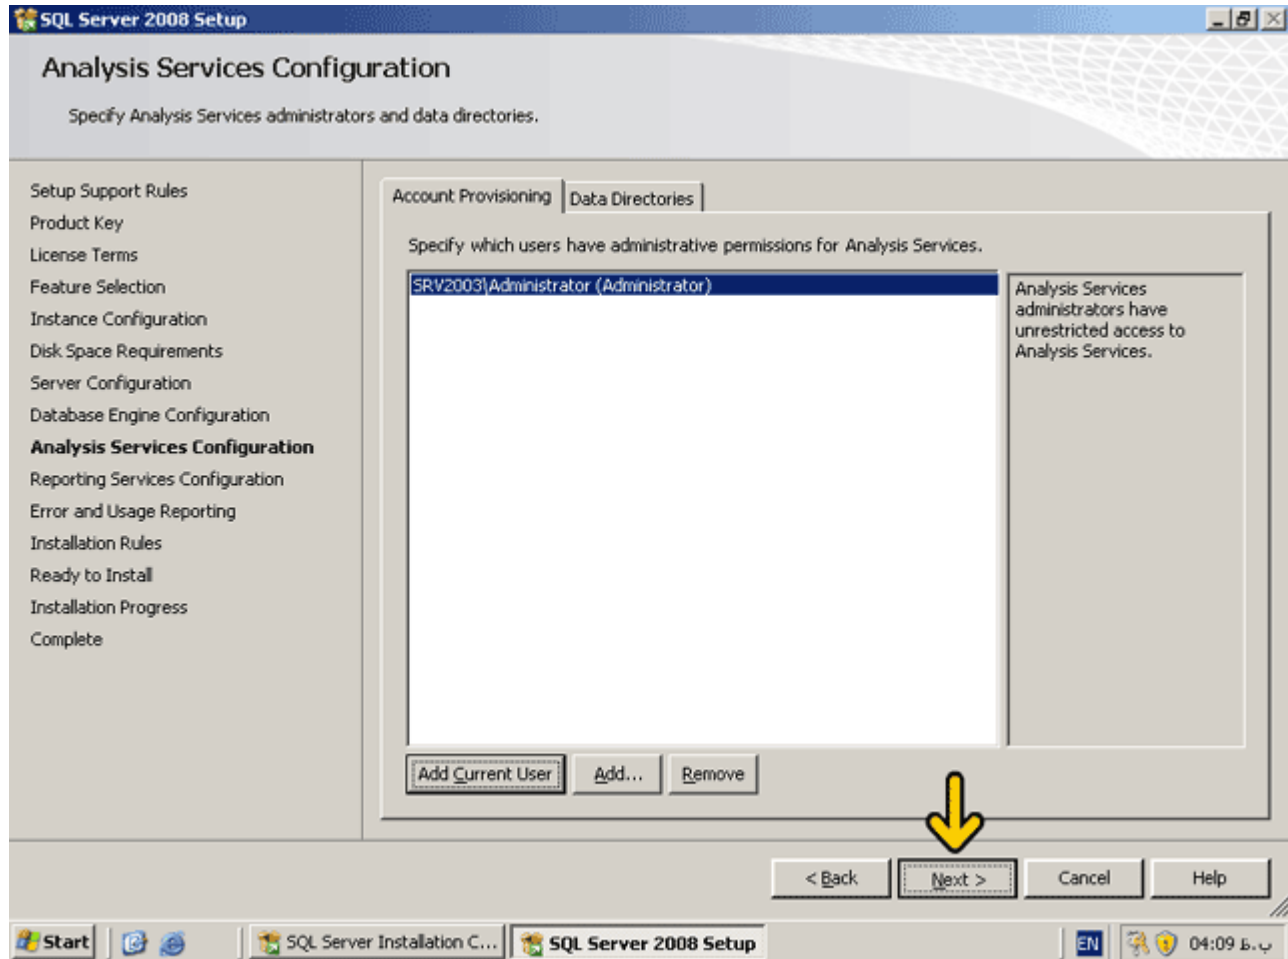 SQL Server 2008 Setup
Analysis Services Configuration
Specify Analysis Services administrators and data directories.
Setup Support Rules
Product Key
License Terms
Feature Selection
Instance Configuration
Disk Space Requirements
Server Configuration
Database Engine Configuration
Analysis Services Configuration
Reporting Services Configuration
Error and Usage Reporting
Installation Rules
Ready to Install
Installation Progress
Complete
Account Provisioning
Data Directories
Specify which users have administrative permissions for Analysis Services.
SRV2003\Administrator (Administrator)
Analysis Services
administrators have
unrestricted access to
Analysis Services.
Add Current User
Add...
Remove
< Back
Next >
Cancel
Help
Start
SQL Server Installation C...
SQL Server 2008 Setup
EN
04:09 ب.ظ